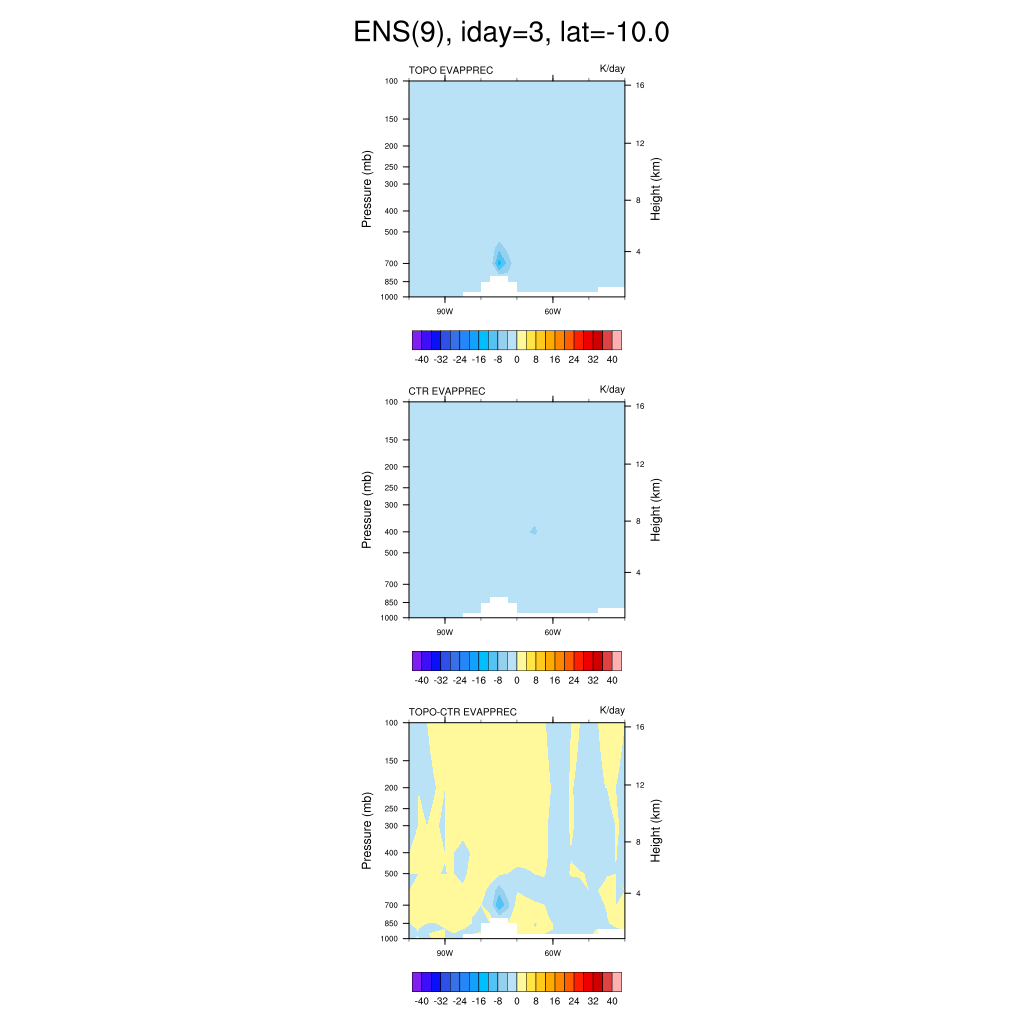 ENS(9), iday=3, lat=-10.0
TOPO EVAPPREC K/day
100
150
200
250
300
400
500
700
850
1000
Pressure (mb)
16
12
8
4
Height (km)
90W 60W
-40 -32 -24 -16 -8 0 8 16 24 32 40
CTR EVAPPREC K/day
100
150
200
250
300
400
500
700
850
1000
Pressure (mb)
16
12
8
4
Height (km)
90W 60W
-40 -32 -24 -16 -8 0 8 16 24 32 40
TOPO-CTR EVAPPREC K/day
100
150
200
250
300
400
500
700
850
1000
Pressure (mb)
16
12
8
4
Height (km)
90W 60W
-40 -32 -24 -16 -8 0 8 16 24 32 40